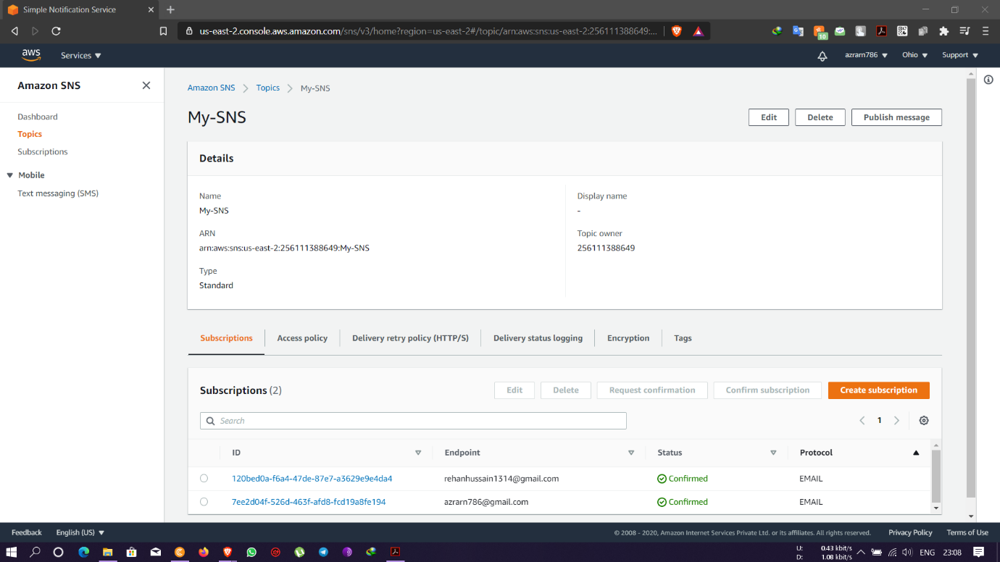 Simple Notification Service
us-east-2.console.aws.amazon.com/sns/v3/home?region=us-east-2#/topic/arn:aws:sns:us-east-2:256111388649:...
10
aws Services azram786 Ohio Support
Amazon SNS
Dashboard
Topics
Subscriptions
Mobile
Text messaging (SMS)
Amazon SNS Topics My-SNS
My-SNS
Edit Delete Publish message
Details
Name
My-SNS
ARN
arn:aws:sns:us-east-2:256111388649:My-SNS
Type
Standard
Display name
-
Topic owner
256111388649
Subscriptions Access policy Delivery retry policy (HTTP/S) Delivery status logging Encryption Tags
Subscriptions (2) Edit Delete Request confirmation Confirm subscription Create subscription
Search 1
ID Endpoint Status Protocol
120bed0a-f6a4-47de-87e7-a3629e9e4da4 rehanhussain1314@gmail.com Confirmed EMAIL
7ee2d04f-526d-463f-afd8-fcd19a8fe194 azrarn786@gmail.com Confirmed EMAIL
Feedback English (US) © 2008 - 2020, Amazon Internet Services Private Ltd. or its affiliates. All rights reserved. Privacy Policy Terms of Use
U: 0.43 kbit/s
D: 1.08 kbit/s
ENG 23:08